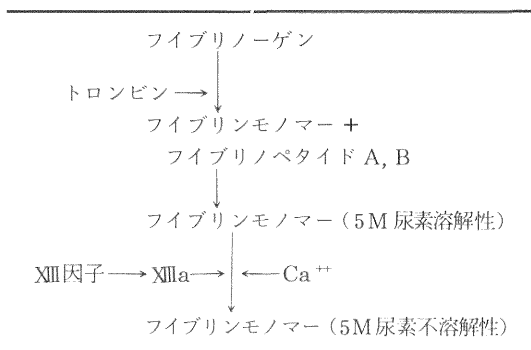 フイブリノーゲン
トロンビン
フイブリンモノマー +
フイブリノペタイド A, B
フイブリンモノマー (5M 尿素溶解性)
ⅩⅢ因子 ⅩⅢa Ca⁺⁺
フイブリンモノマー (5M尿素不溶解性)